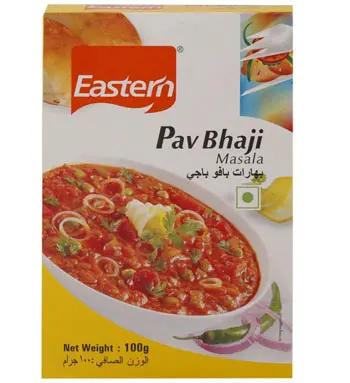 Eastern®
Pav Bhaji
Masala
بهارات بافو باجي
Net Weight : 100g
الوزن الصافي : ١٠٠ جرام